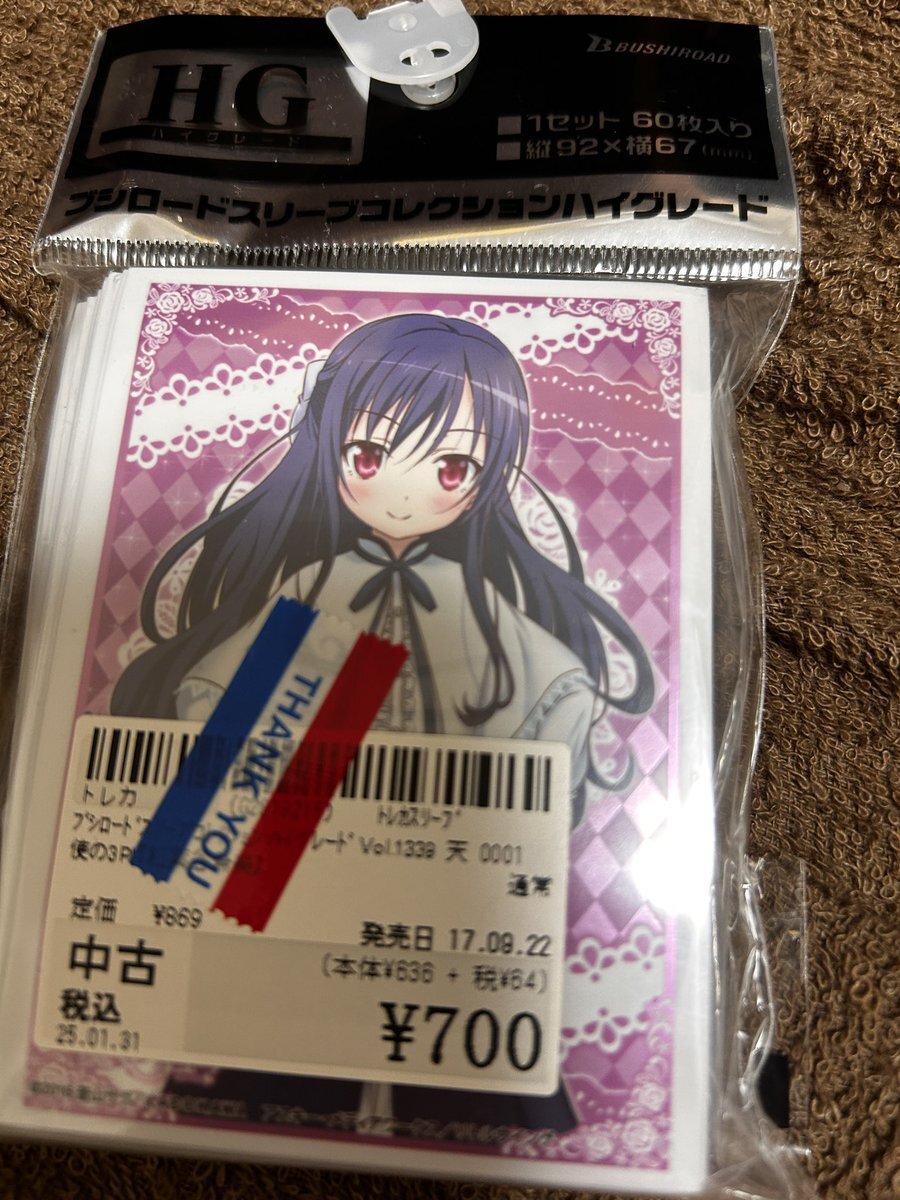 HG
ハイグレード
BUSHIROAD
■1セット 60枚入り
■縦92×横67(mm)
ブシロードスリーブコレクションハイグレード
THANK YOU
トレカ
トレカスリーブ
ブシロード
レード Vol.1339 天 0001
使の3P
通常
定価 ¥869
発売日 17.09.22
中古
(本体¥636 + 税¥64)
税込
¥700
25.01.31